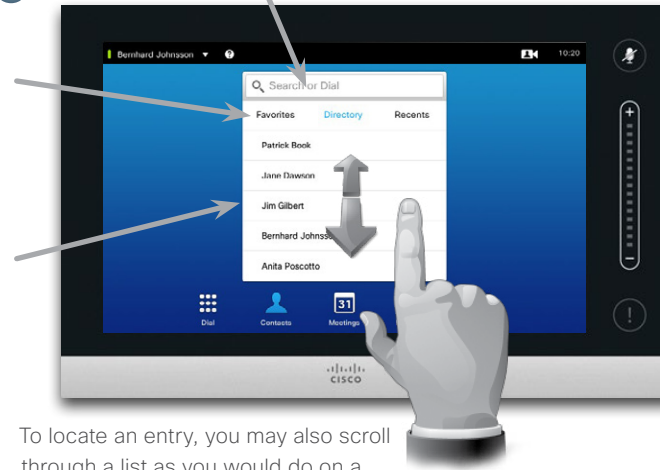 Bernhard Johnsson
?
10:20
Search or Dial
Favorites Directory Recents
Patrick Book
Jane Dawson
Jim Gilbert
Bernhard Johnsson
Anita Poscotto
31
Dial Contacts Meetings
+
-
!
CISCO
To locate an entry, you may also scroll
through a list as you would do on a